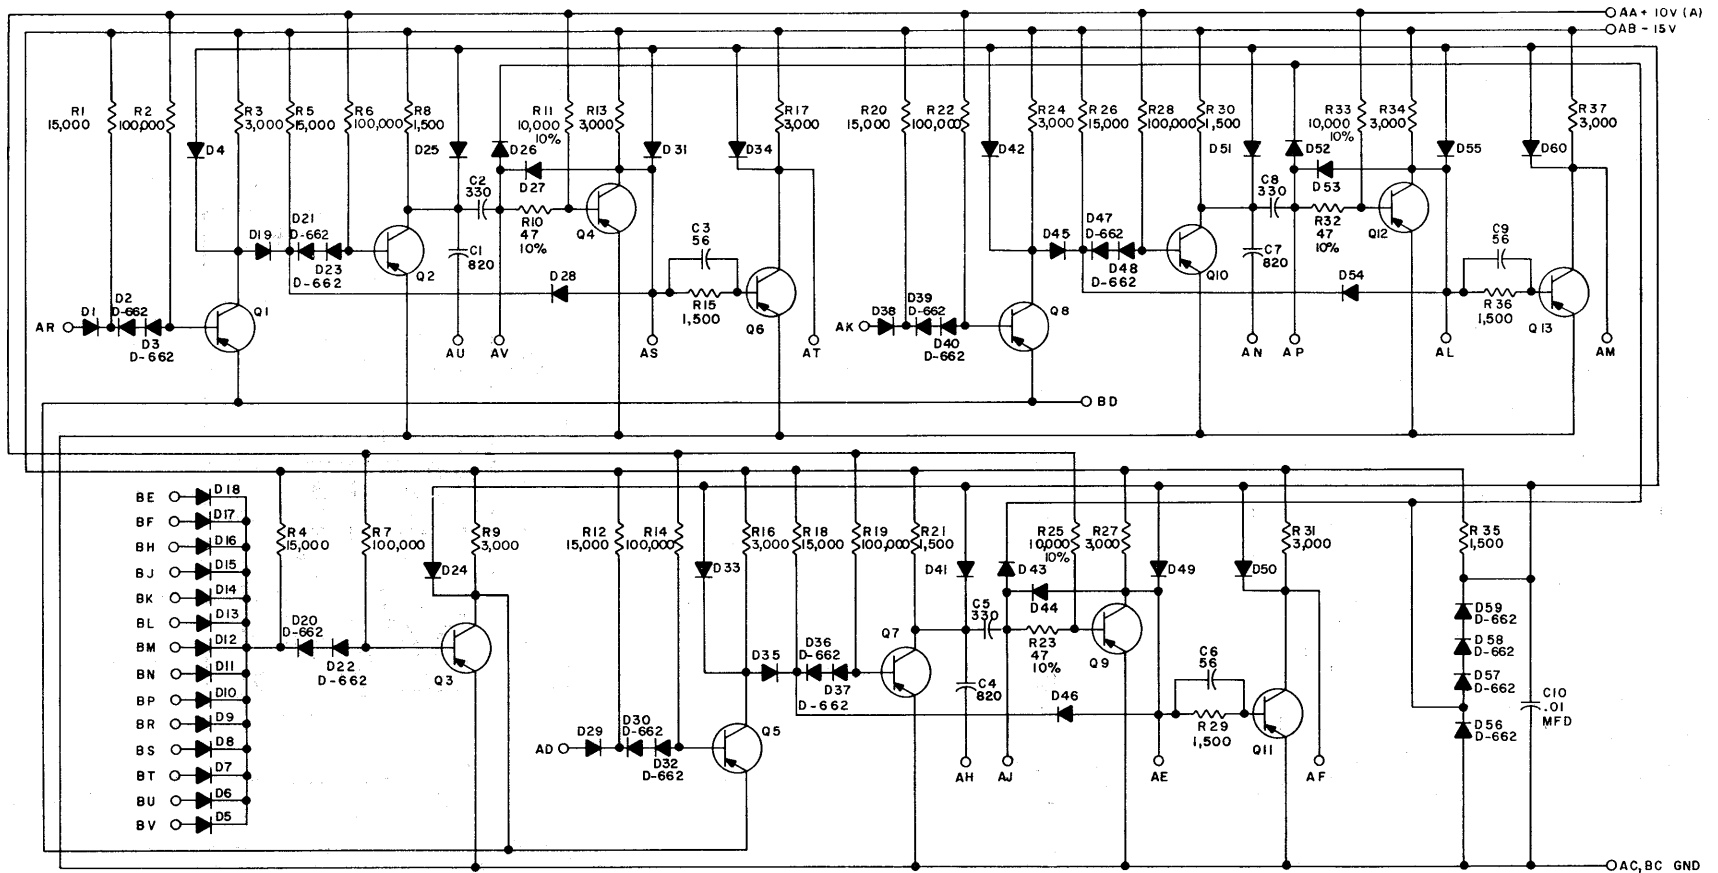 AA + 10V (A)
AB - 15V
R1
15,000
R2
100,000
R3
3,000
R5
15,000
R6
100,000
R8
1,500
R11
10,000
10%
R13
3,000
R17
3,000
R20
15,000
R22
100,000
R24
3,000
R26
15,000
R28
100,000
R30
1,500
R33
10,000
10%
R34
3,000
R37
3,000
D4
D25
D26
D27
D31
D34
D42
D51
D52
D53
D55
D60
C2
330
R10
47
10%
Q4
C8
330
R32
47
10%
Q12
D19
D21
D-662
D23
D-662
Q2
C1
820
C3
56
D28
R15
1,500
Q6
D45
D47
D-662
D48
D-662
Q10
C7
820
C9
56
D54
R36
1,500
Q13
AR
D1
D2
D-662
D3
D-662
Q1
AU
AV
AS
AT
AK
D38
D39
D-662
D40
D-662
Q8
AN
AP
AL
AM
BD
BE
D18
BF
D17
BH
D16
BJ
D15
BK
D14
BL
D13
BM
D12
BN
D11
BP
D10
BR
D9
BS
D8
BT
D7
BU
D6
BV
D5
R4
15,000
R7
100,000
R9
3,000
R12
15,000
R14
100,000
R16
3,000
R18
15,000
R19
100,000
R21
1,500
R25
10,000
10%
R27
3,000
R31
3,000
R35
1,500
D24
D33
D41
D43
D44
D49
D50
D20
D-662
D22
D-662
Q3
D35
D36
D-662
D37
D-662
Q7
C5
330
R23
47
10%
Q9
C4
820
C6
56
D46
R29
1,500
Q11
D59
D-662
D58
D-662
D57
D-662
D56
D-662
C10
.01
MFD
AD
D29
D30
D-662
D32
D-662
Q5
AH
AJ
AE
AF
AC, BC GND